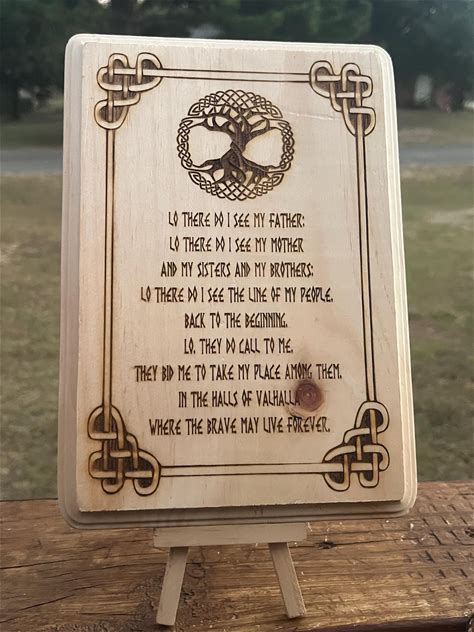 LO THERE DO I SEE MY FATHER;
LO THERE DO I SEE MY MOTHER
AND MY SISTERS AND MY BROTHERS;
LO THERE DO I SEE THE LINE OF MY PEOPLE,
BACK TO THE BEGINNING.
LO, THEY DO CALL TO ME,
THEY BID ME TO TAKE MY PLACE AMONG THEM,
IN THE HALLS OF VALHALLA
WHERE THE BRAVE MAY LIVE FOREVER.